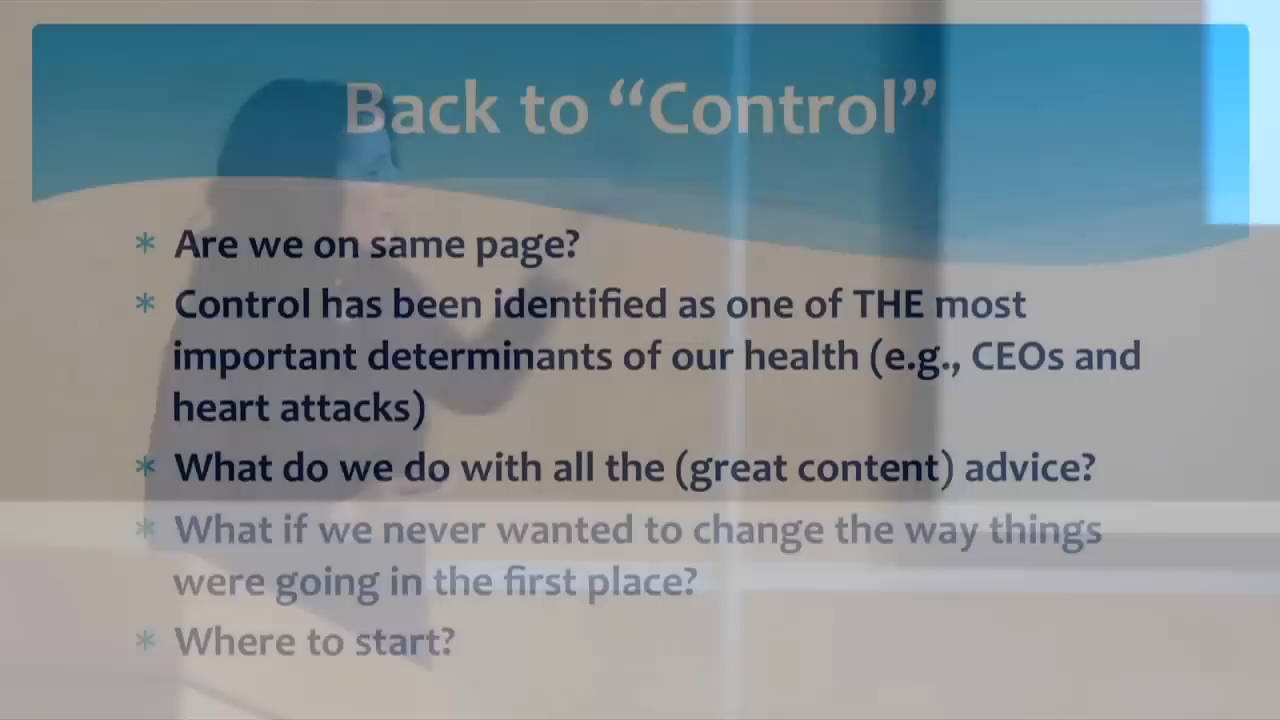 Back to “Control”
* Are we on same page?
* Control has been identified as one of THE most
important determinants of our health (e.g., CEOs and
heart attacks)
* What do we do with all the (great content) advice?
* What if we never wanted to change the way things
were going in the first place?
* Where to start?